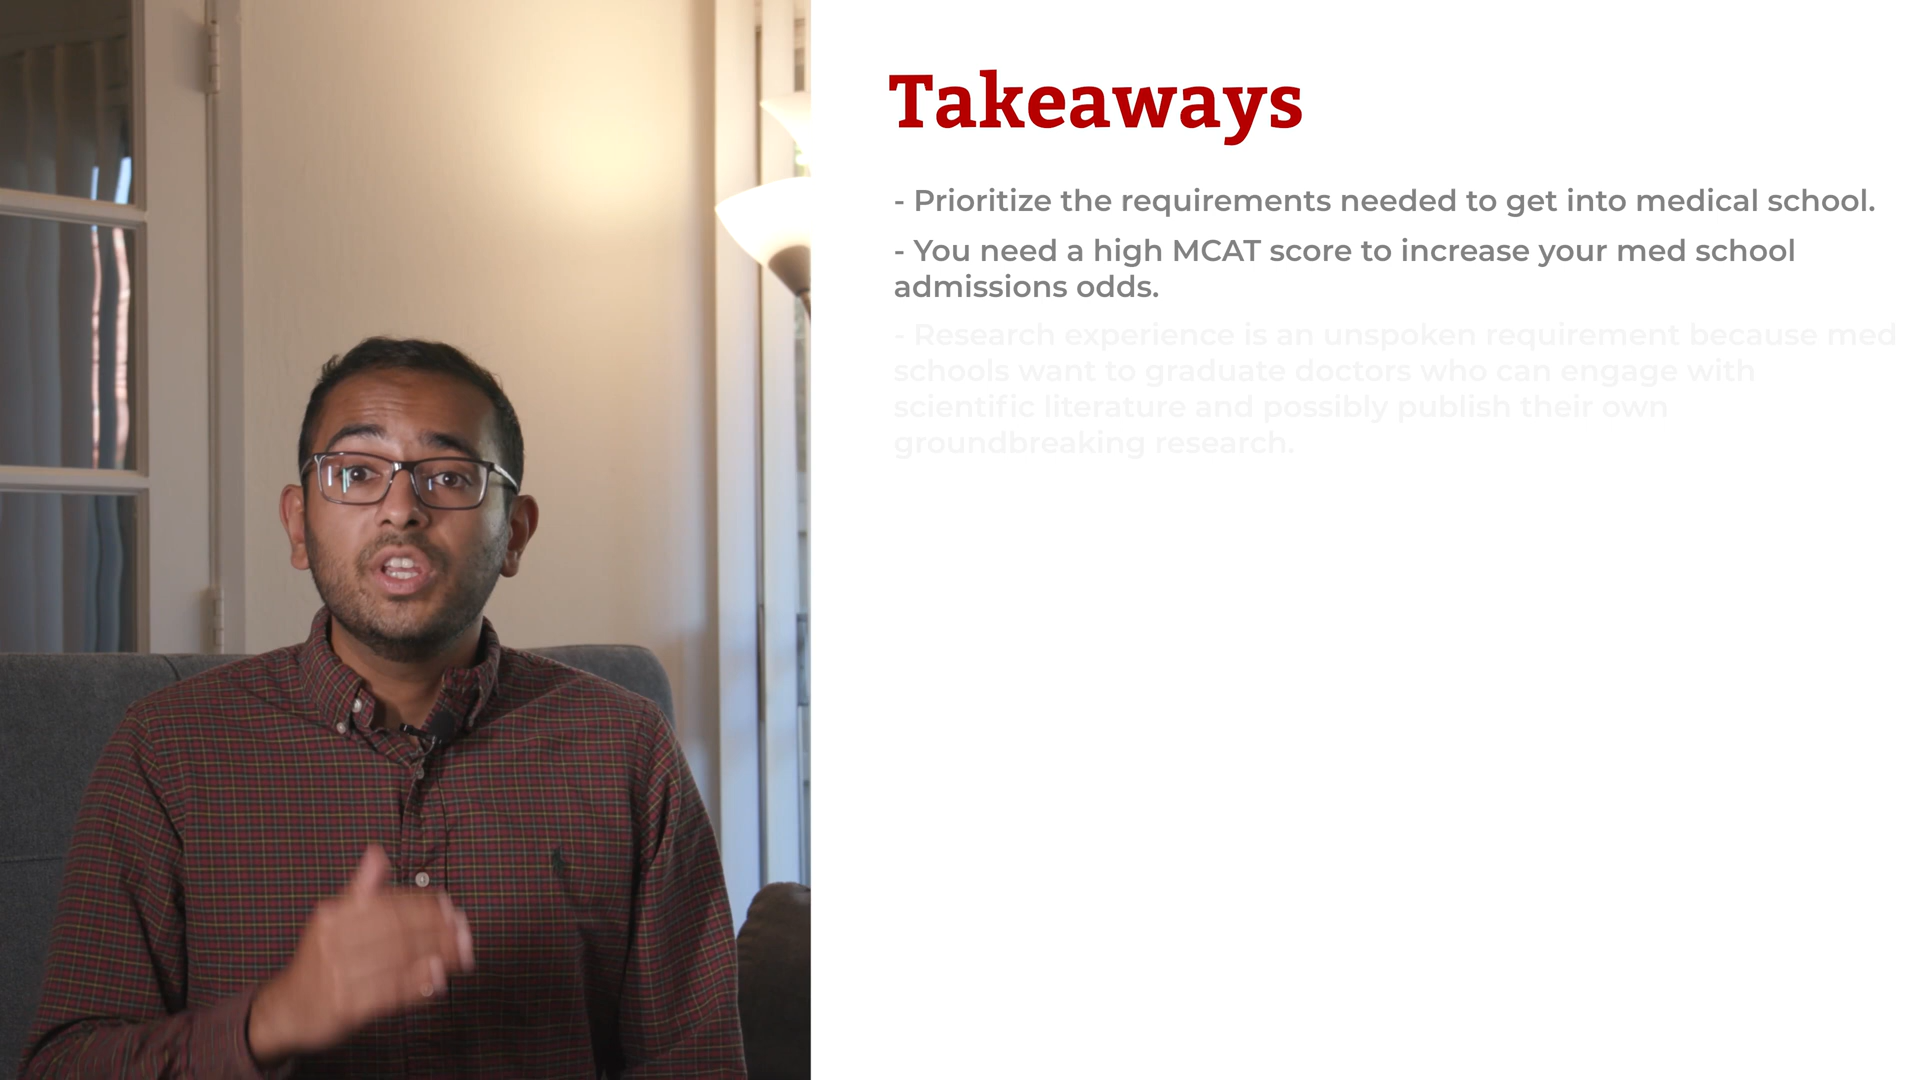 Takeaways
- Prioritize the requirements needed to get into medical school.
- You need a high MCAT score to increase your med school
admissions odds.
- Research experience is an unspoken requirement because med
schools want to graduate doctors who can engage with
scientific literature and possibly publish their own
groundbreaking research.